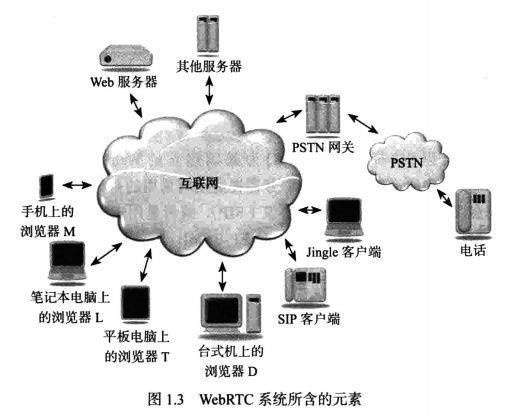 其他服务器
Web 服务器
PSTN 网关
PSTN
互联网
手机上的
浏览器 M
Jingle 客户端
电话
笔记本电脑上
的浏览器 L
SIP 客户端
平板电脑上
的浏览器 T
台式机上的
浏览器 D
图 1.3 WebRTC 系统所含的元素